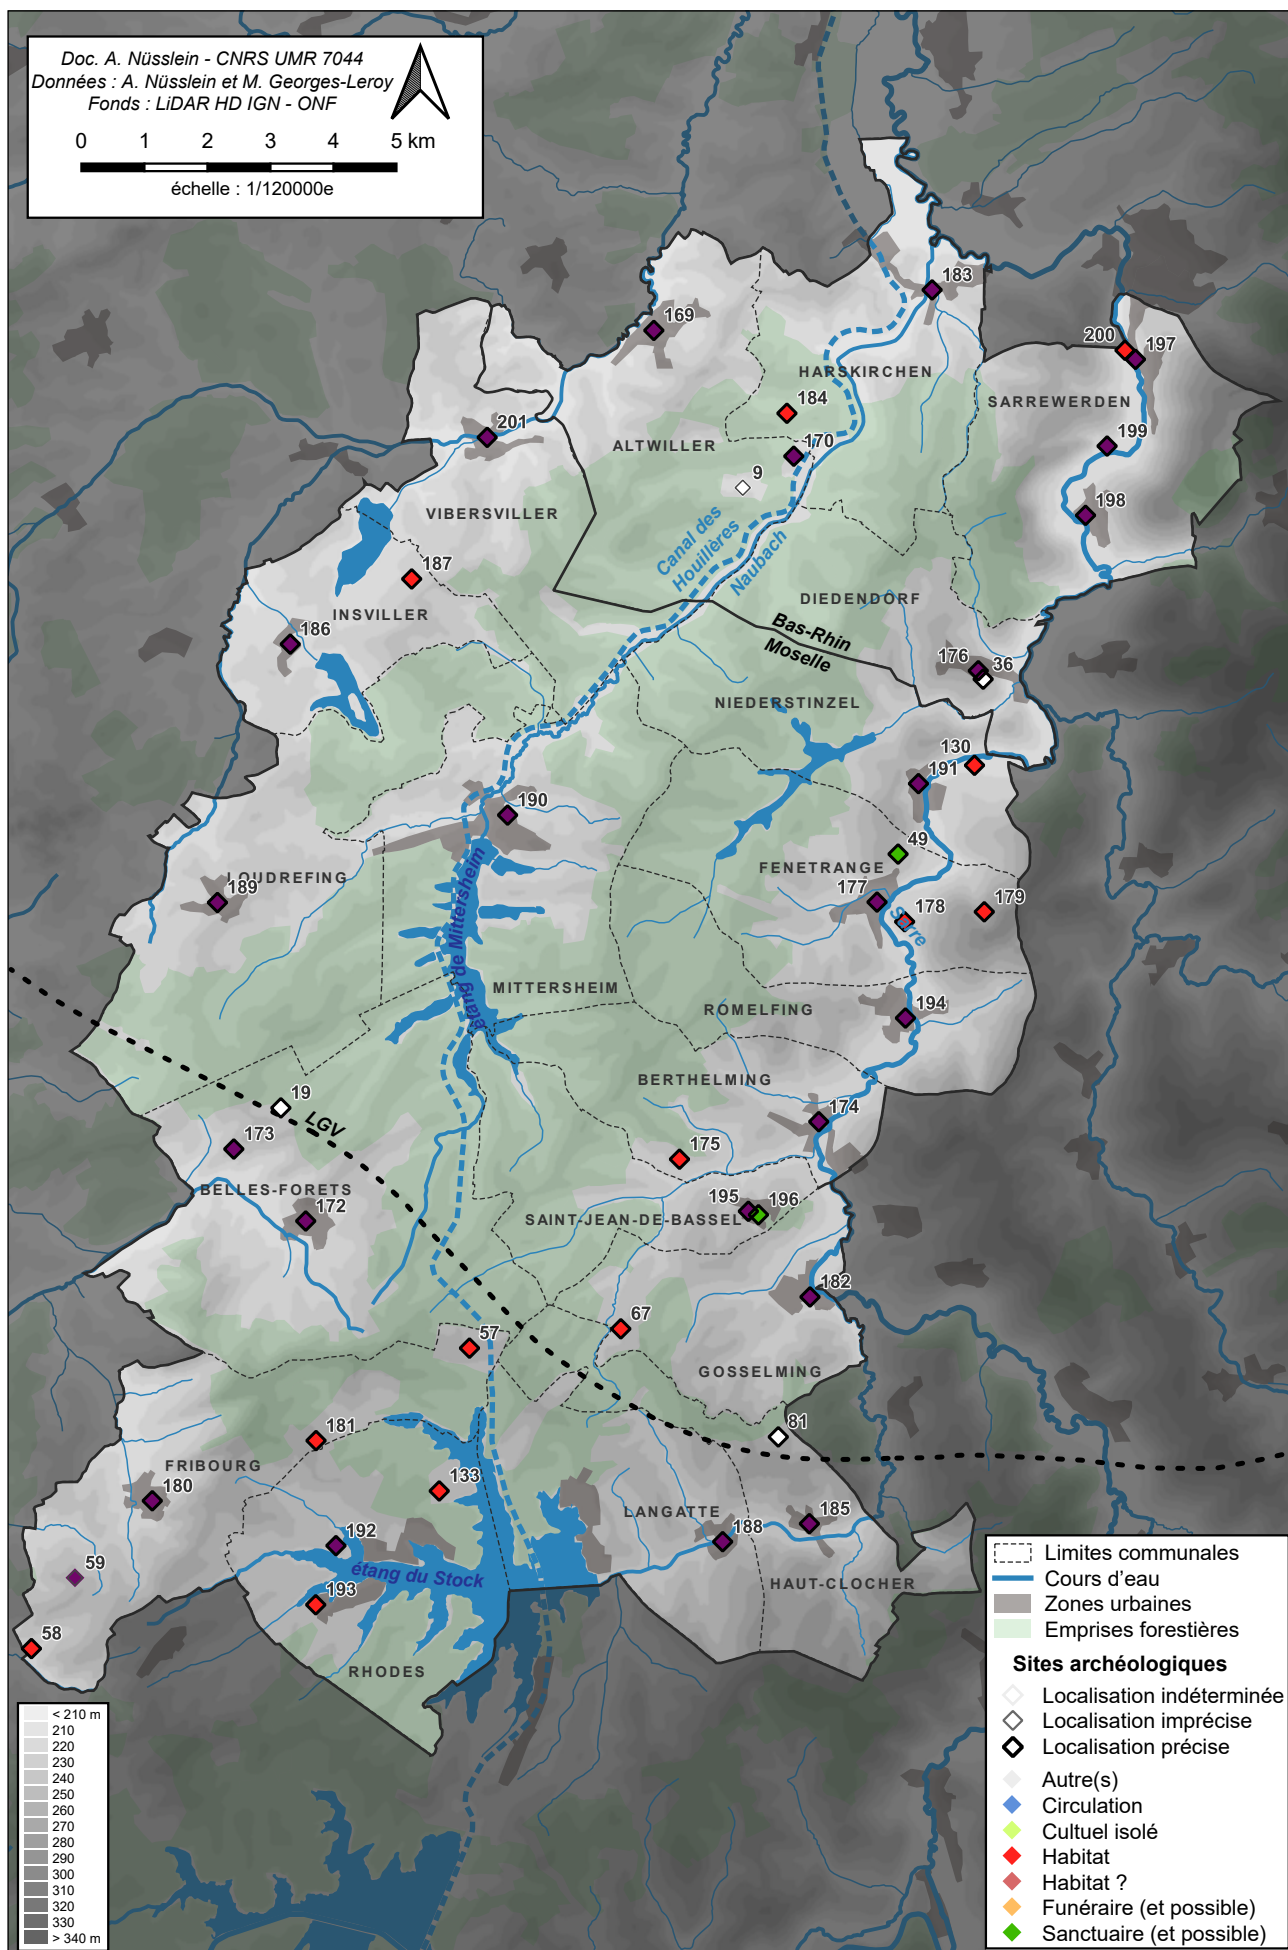 Doc. A. Nüsslein - CNRS UMR 7044
Données : A. Nüsslein et M. Georges-Leroy
Fonds : LiDAR HD IGN - ONF
0 1 2 3 4 5 km
échelle : 1/120000e
183
169
200
197
HARSKIRCHEN
SARREWERDEN
184
201
ALTWILLER
170
199
9
VIBERSVILLER
198
Canal des
Houillères
Naubach
187
DIEDENDORF
INSVILLER
186
Bas-Rhin
Moselle
176
36
NIEDERSTINZEL
130
191
190
49
étang de Mittersheim
FENETRANGE
LOUDREFING
189
177
178
179
Sarre
MITTERSHEIM
ROMELFING
194
BERTHELMING
19
LGV
174
173
175
BELLES-FORETS
172
195
196
SAINT-JEAN-DE-BASSEL
182
67
57
GOSSELMING
181
81
FRIBOURG
133
180
LANGATTE
185
192
188
59
étang du Stock
HAUT-CLOCHER
193
58
RHODES
< 210 m
210
220
230
240
250
260
270
280
290
300
310
320
330
> 340 m
Limites communales
Cours d'eau
Zones urbaines
Emprises forestières
Sites archéologiques
Localisation indéterminée
Localisation imprécise
Localisation précise
Autre(s)
Circulation
Cultuel isolé
Habitat
Habitat ?
Funéraire (et possible)
Sanctuaire (et possible)